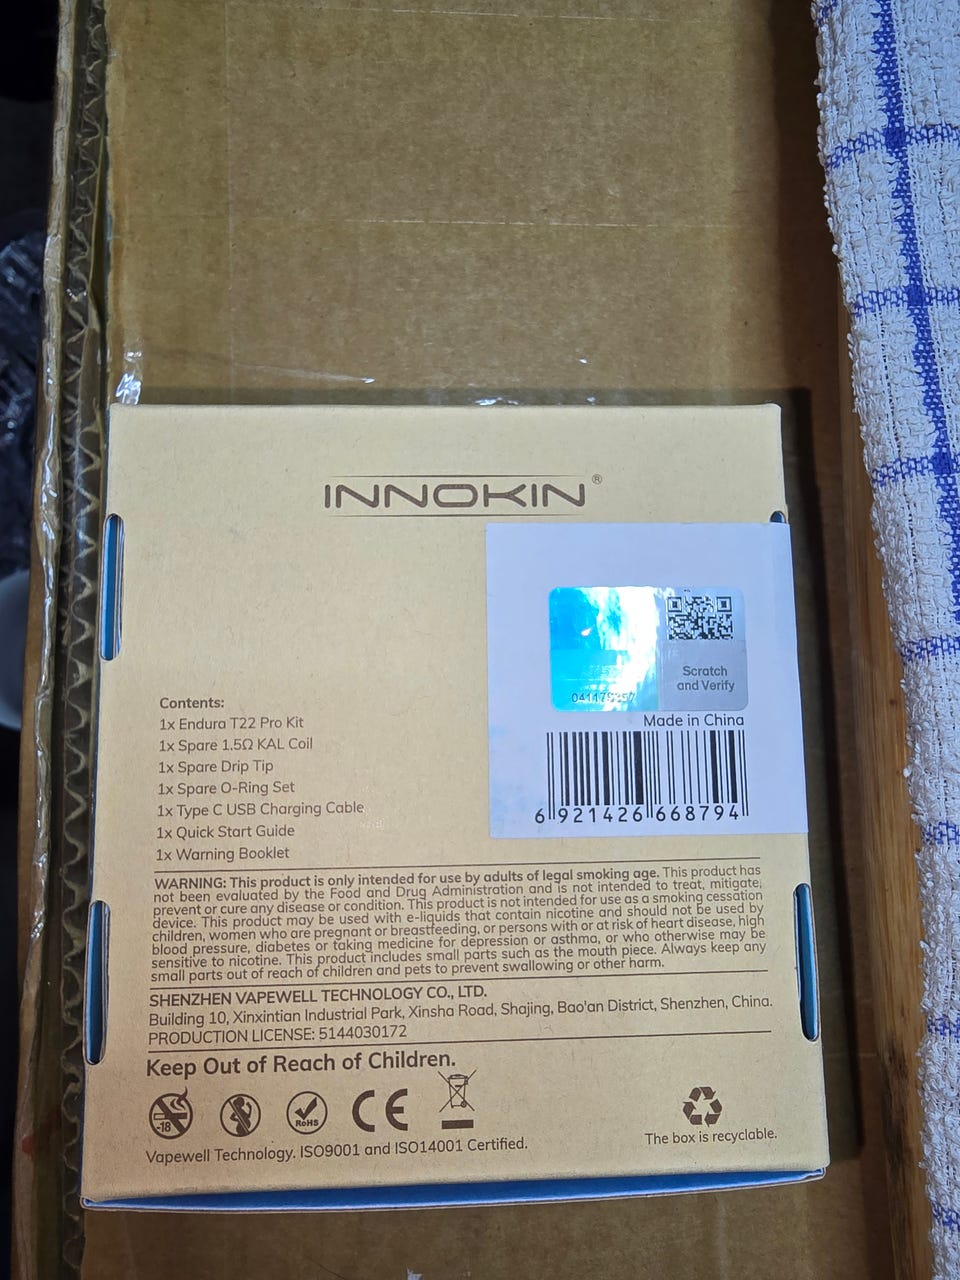 INNOKIN®
Scratch
and Verify
Made in China
6 921426 668794
Contents:
1x Endura T22 Pro Kit
1x Spare 1.5Ω KAL Coil
1x Spare Drip Tip
1x Spare O-Ring Set
1x Type C USB Charging Cable
1x Quick Start Guide
1x Warning Booklet
WARNING: This product is only intended for use by adults of legal smoking age. This product has
not been evaluated by the Food and Drug Administration and is not intended to treat, mitigate,
prevent or cure any disease or condition. This product is not intended for use as a smoking cessation
device. This product may be used with e-liquids that contain nicotine and should not be used by
children, women who are pregnant or breastfeeding, or persons with or at risk of heart disease, high
blood pressure, diabetes or taking medicine for depression or asthma, or who otherwise may be
sensitive to nicotine. This product includes small parts such as the mouth piece. Always keep any
small parts out of reach of children and pets to prevent swallowing or other harm.
SHENZHEN VAPEWELL TECHNOLOGY CO., LTD.
Building 10, Xinxintian Industrial Park, Xinsha Road, Shajing, Bao'an District, Shenzhen, China.
PRODUCTION LICENSE: 5144030172
Keep Out of Reach of Children.
-18 RoHS CE
The box is recyclable.
Vapewell Technology. ISO9001 and ISO14001 Certified.